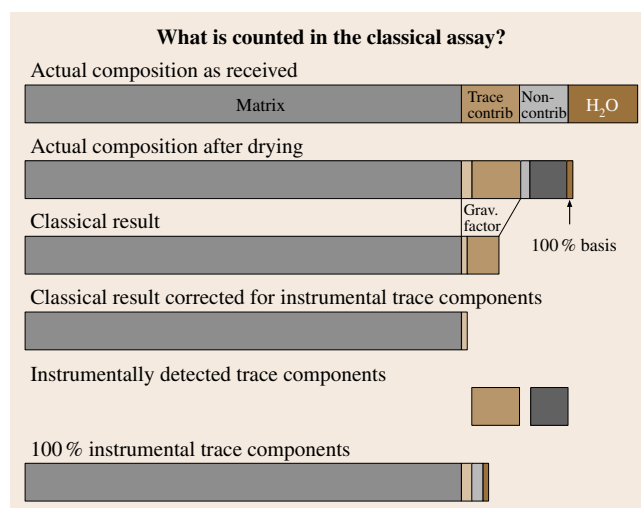 What is counted in the classical assay?
Actual composition as received
Matrix
Trace
contrib
Non-
contrib
H₂O
Actual composition after drying
Grav.
factor
Classical result
100 % basis
Classical result corrected for instrumental trace components
Instrumentally detected trace components
100 % instrumental trace components